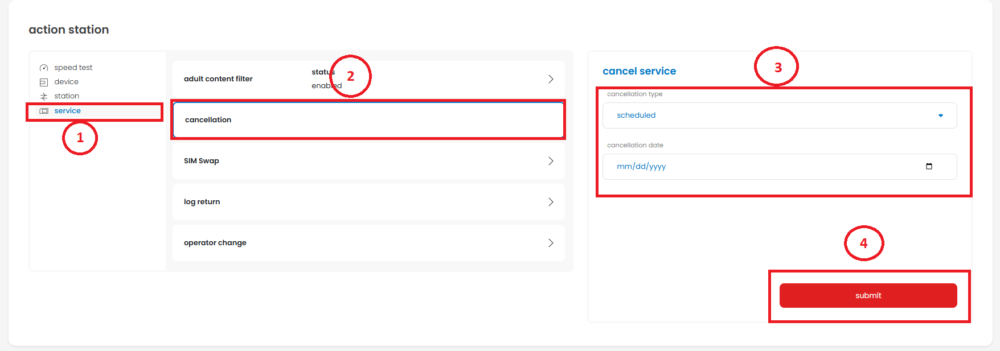 action station
speed test
device
station
service
1
adult content filter
status
enabled
2
cancellation
SIM Swap
log return
operator change
3
cancel service
cancellation type
scheduled
cancellation date
mm/dd/yyyy
4
submit